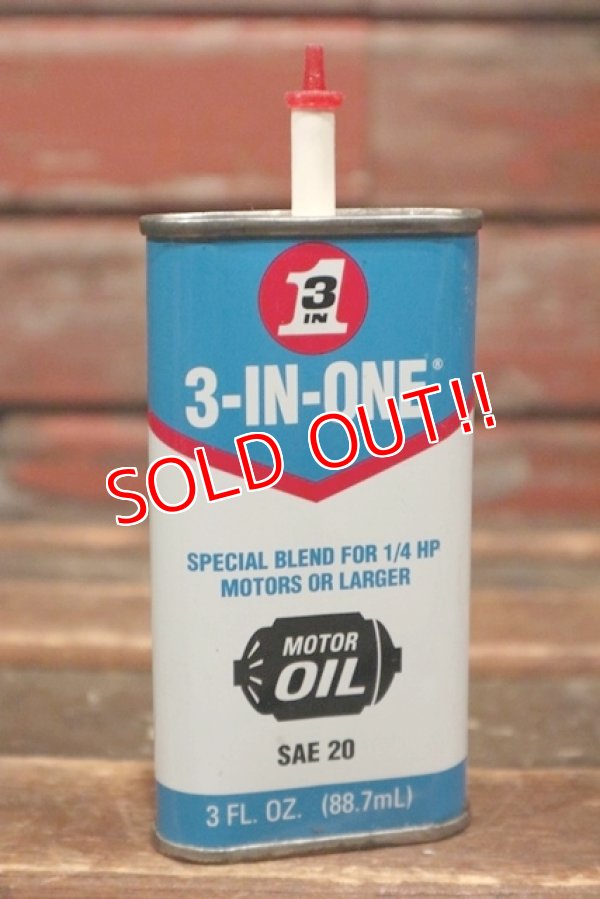 3
IN
1
3-IN-ONE®
SOLD OUT!!
SPECIAL BLEND FOR 1/4 HP
MOTORS OR LARGER
MOTOR
OIL
SAE 20
3 FL. OZ. (88.7mL)